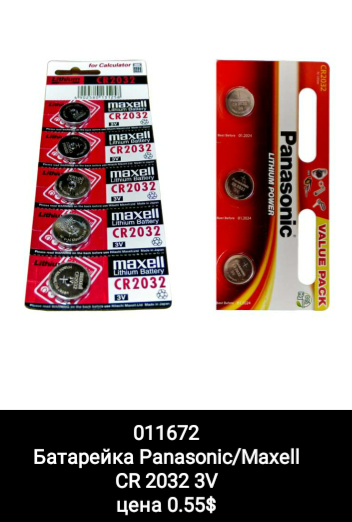 for Calculator
Lithium
maxell
Lithium Battery
CR2032
3V
maxell
Lithium Battery
CR2032
3V
maxell
Lithium Battery
CR2032
3V
maxell
Lithium Battery
CR2032
3V
maxell
Lithium Battery
CR2032
3V
CR2032
Panasonic
LITHIUM POWER
VALUE PACK
011672
Батарейка Panasonic/Maxell
CR 2032 3V
цена 0.55$